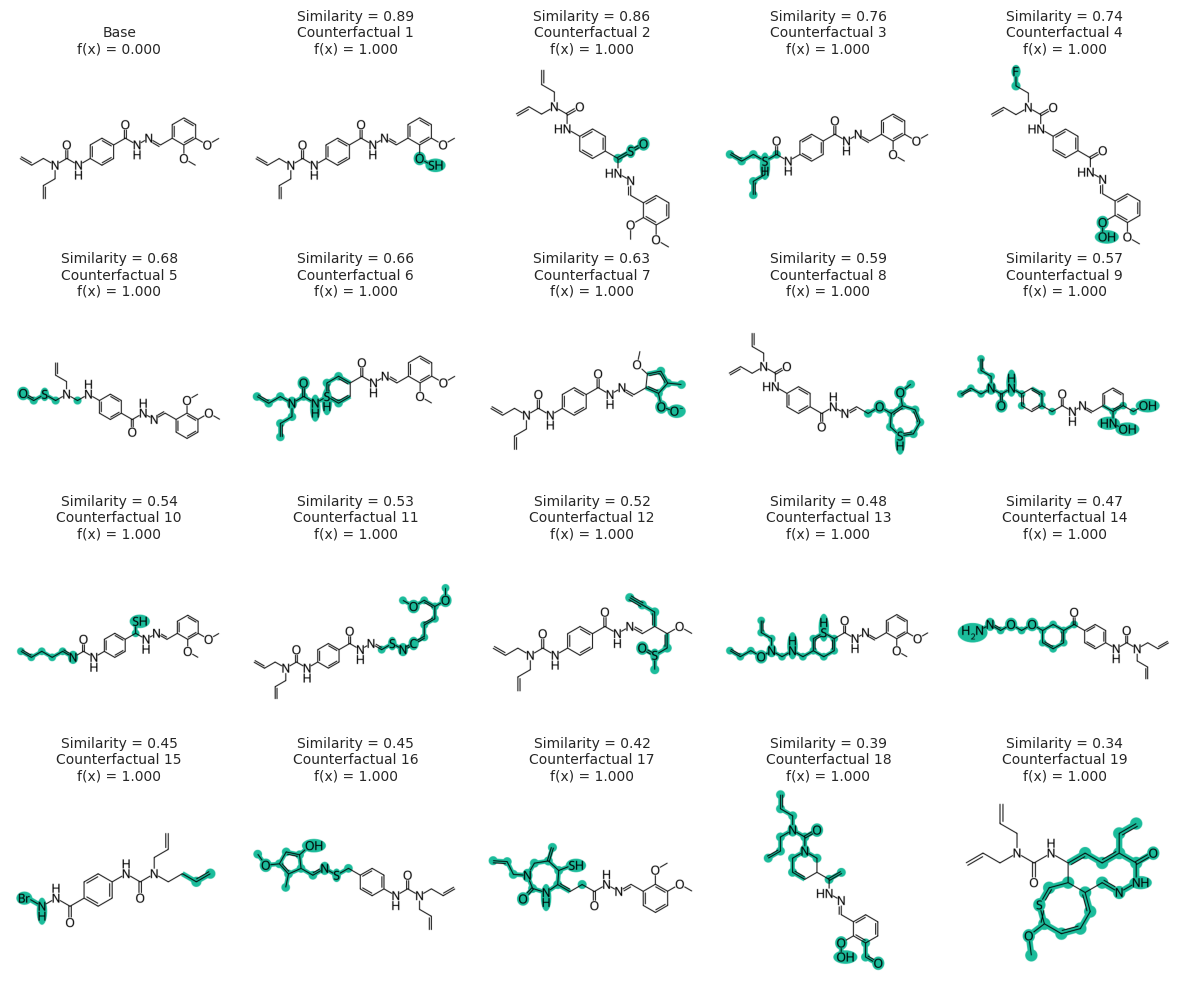 Base
f(x) = 0.000
Similarity = 0.89
Counterfactual 1
f(x) = 1.000
Similarity = 0.86
Counterfactual 2
f(x) = 1.000
Similarity = 0.76
Counterfactual 3
f(x) = 1.000
Similarity = 0.74
Counterfactual 4
f(x) = 1.000
Similarity = 0.68
Counterfactual 5
f(x) = 1.000
Similarity = 0.66
Counterfactual 6
f(x) = 1.000
Similarity = 0.63
Counterfactual 7
f(x) = 1.000
Similarity = 0.59
Counterfactual 8
f(x) = 1.000
Similarity = 0.57
Counterfactual 9
f(x) = 1.000
Similarity = 0.54
Counterfactual 10
f(x) = 1.000
Similarity = 0.53
Counterfactual 11
f(x) = 1.000
Similarity = 0.52
Counterfactual 12
f(x) = 1.000
Similarity = 0.48
Counterfactual 13
f(x) = 1.000
Similarity = 0.47
Counterfactual 14
f(x) = 1.000
Similarity = 0.45
Counterfactual 15
f(x) = 1.000
Similarity = 0.45
Counterfactual 16
f(x) = 1.000
Similarity = 0.42
Counterfactual 17
f(x) = 1.000
Similarity = 0.39
Counterfactual 18
f(x) = 1.000
Similarity = 0.34
Counterfactual 19
f(x) = 1.000